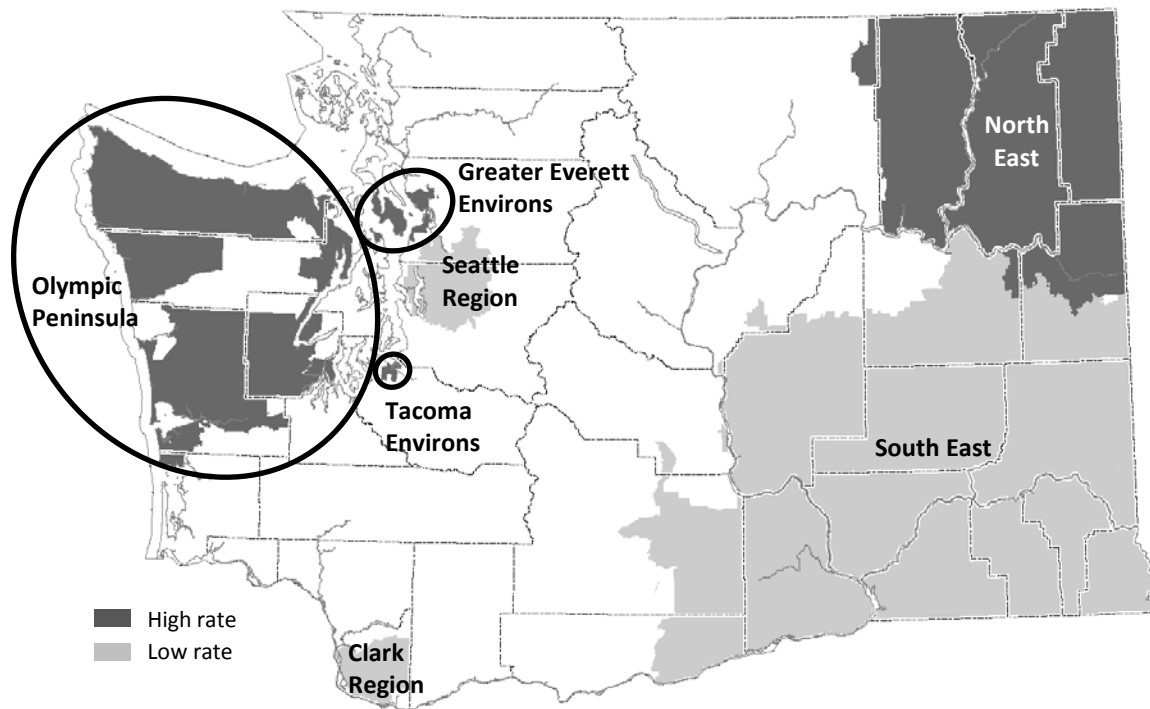 North
East
Greater Everett
Environs
Seattle
Region
Olympic
Peninsula
Tacoma
Environs
South East
High rate
Low rate
Clark
Region